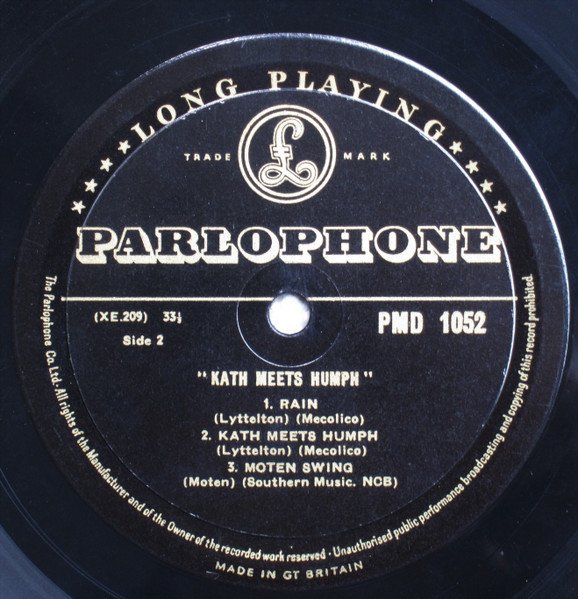 ★★★★★LONG PLAYING★★★★★
TRADE MARK
£
PARLOPHONE
(XE.209) 33⅓
PMD 1052
Side 2
"KATH MEETS HUMPH"
1. RAIN
(Lyttelton) (Mecolico)
2. KATH MEETS HUMPH
(Lyttelton) (Mecolico)
3. MOTEN SWING
(Moten) (Southern Music. NCB)
The Parlophone Co. Ltd. All rights of the Manufacturer and of the Owner of the recorded work reserved · Unauthorised public performance broadcasting and copying of this record prohibited.
MADE IN GT BRITAIN